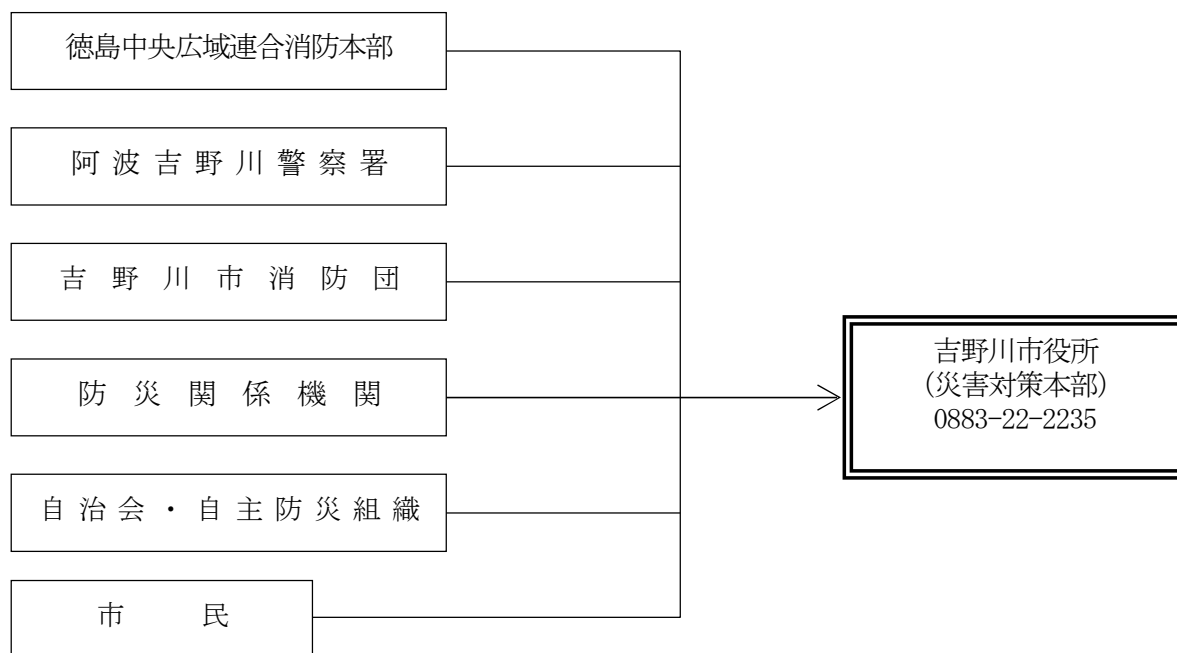 徳島中央広域連合消防本部
阿波吉野川警察署
吉野川市消防団
防災関係機関
自治会・自主防災組織
市民
吉野川市役所
(災害対策本部)
0883-22-2235